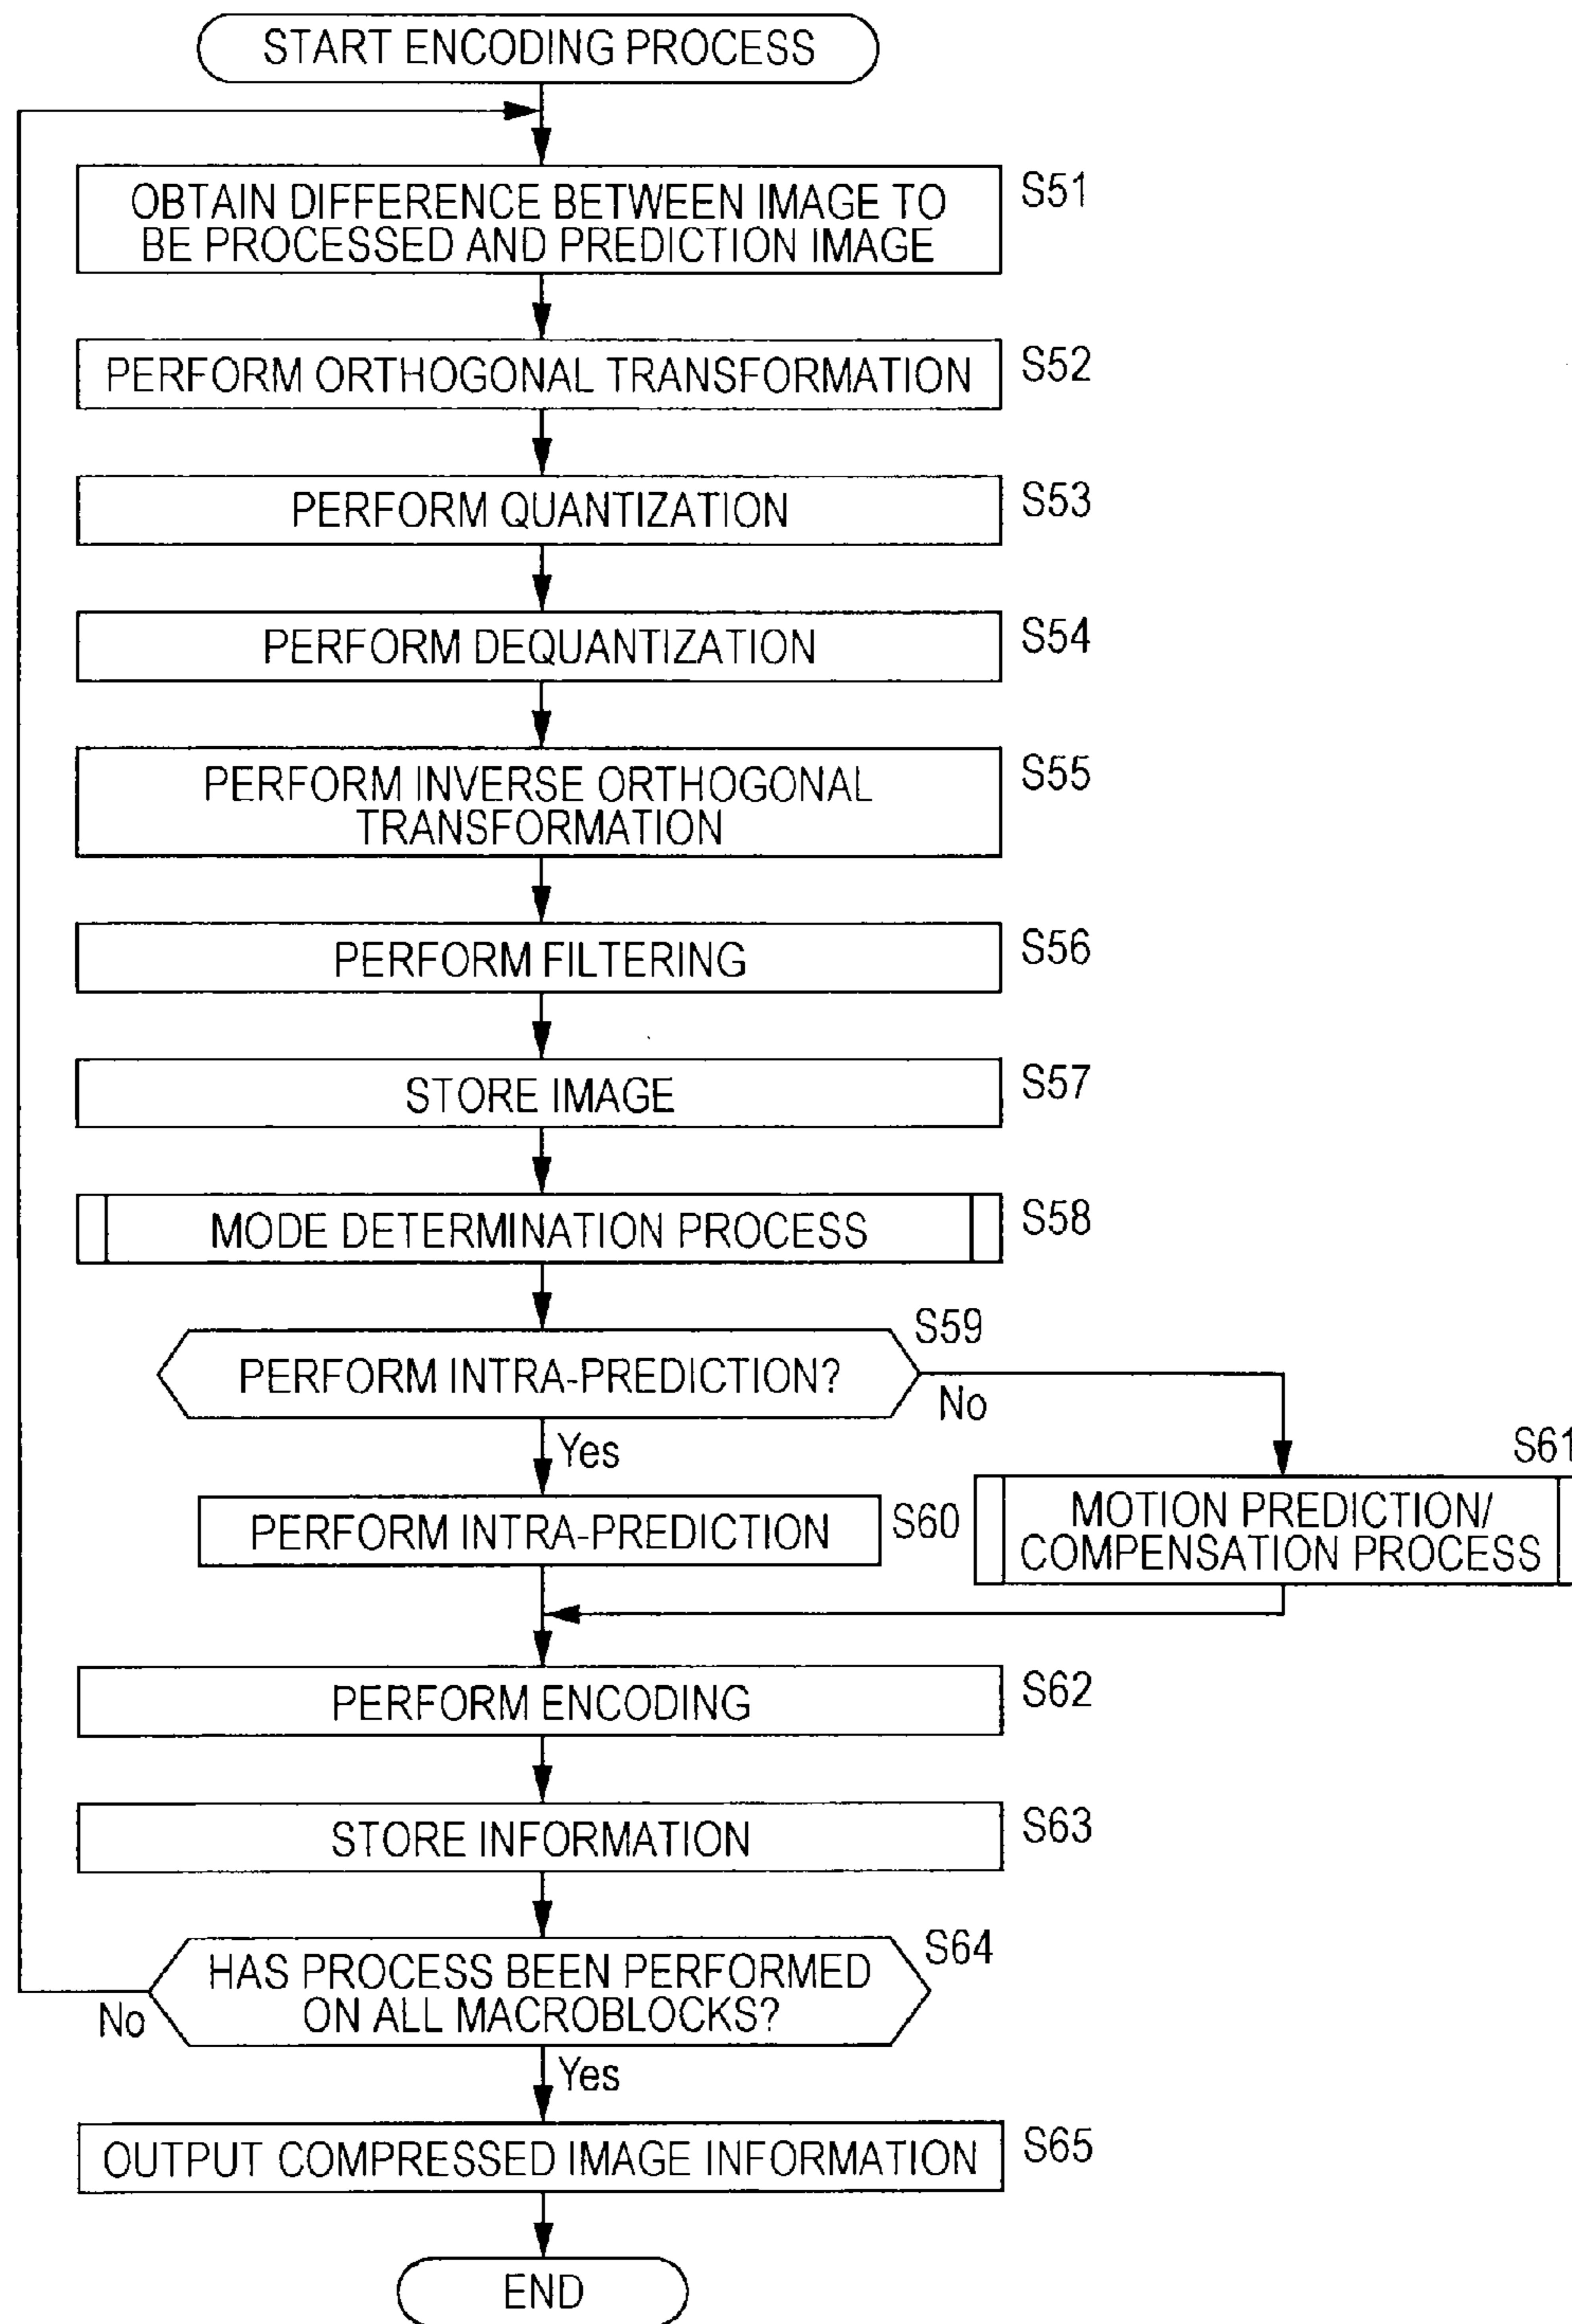 START ENCODING PROCESS
OBTAIN DIFFERENCE BETWEEN IMAGE TO
BE PROCESSED AND PREDICTION IMAGE
S51
PERFORM ORTHOGONAL TRANSFORMATION
S52
PERFORM QUANTIZATION
S53
PERFORM DEQUANTIZATION
S54
PERFORM INVERSE ORTHOGONAL
TRANSFORMATION
S55
PERFORM FILTERING
S56
STORE IMAGE
S57
MODE DETERMINATION PROCESS
S58
PERFORM INTRA-PREDICTION?
S59
No
Yes
PERFORM INTRA-PREDICTION
S60
MOTION PREDICTION/
COMPENSATION PROCESS
S61
PERFORM ENCODING
S62
STORE INFORMATION
S63
HAS PROCESS BEEN PERFORMED
ON ALL MACROBLOCKS?
S64
No
Yes
OUTPUT COMPRESSED IMAGE INFORMATION
S65
END